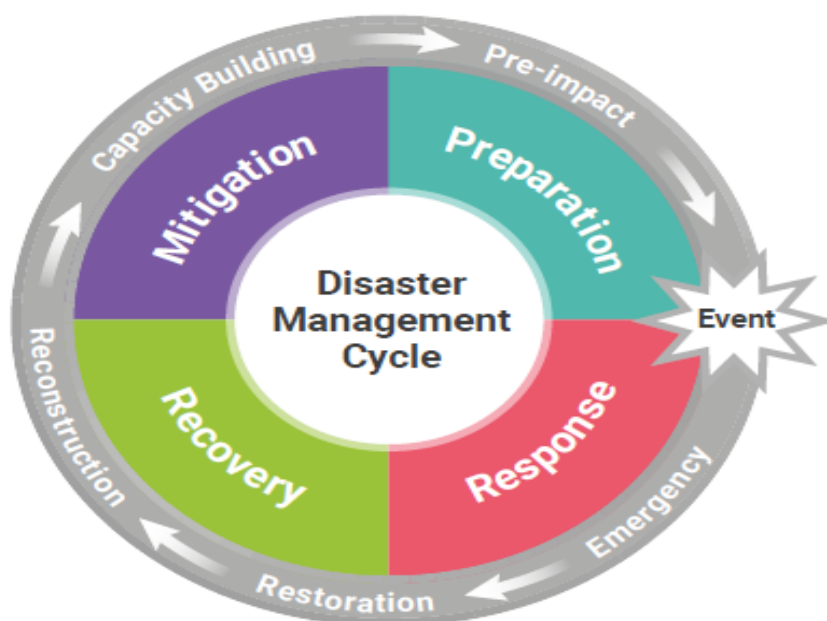 Capacity Building
Pre-impact
Mitigation
Preparation
Disaster
Management
Cycle
Event
Reconstruction
Recovery
Response
Emergency
Restoration